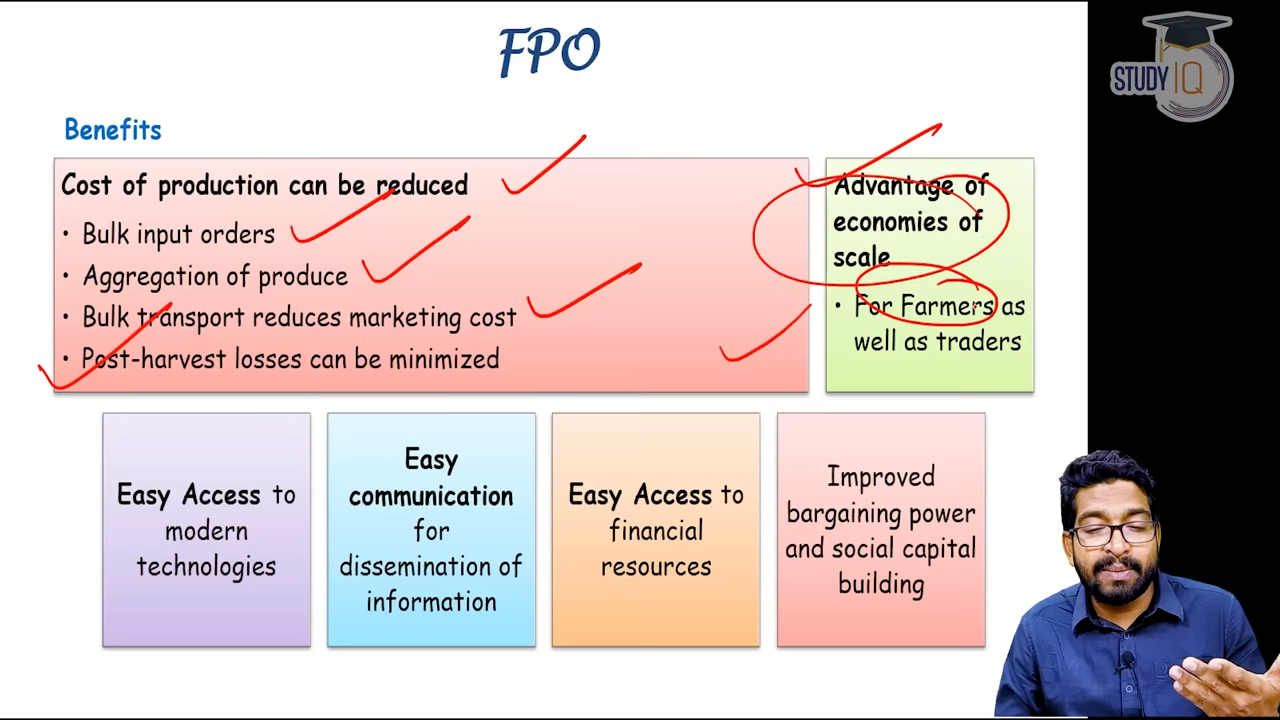 FPO
STUDY IQ
Benefits
Cost of production can be reduced
• Bulk input orders
• Aggregation of produce
• Bulk transport reduces marketing cost
• Post-harvest losses can be minimized
Advantage of
economies of
scale
• For Farmers as
well as traders
Easy Access to
modern
technologies
Easy
communication
for
dissemination of
information
Easy Access to
financial
resources
Improved
bargaining power
and social capital
building